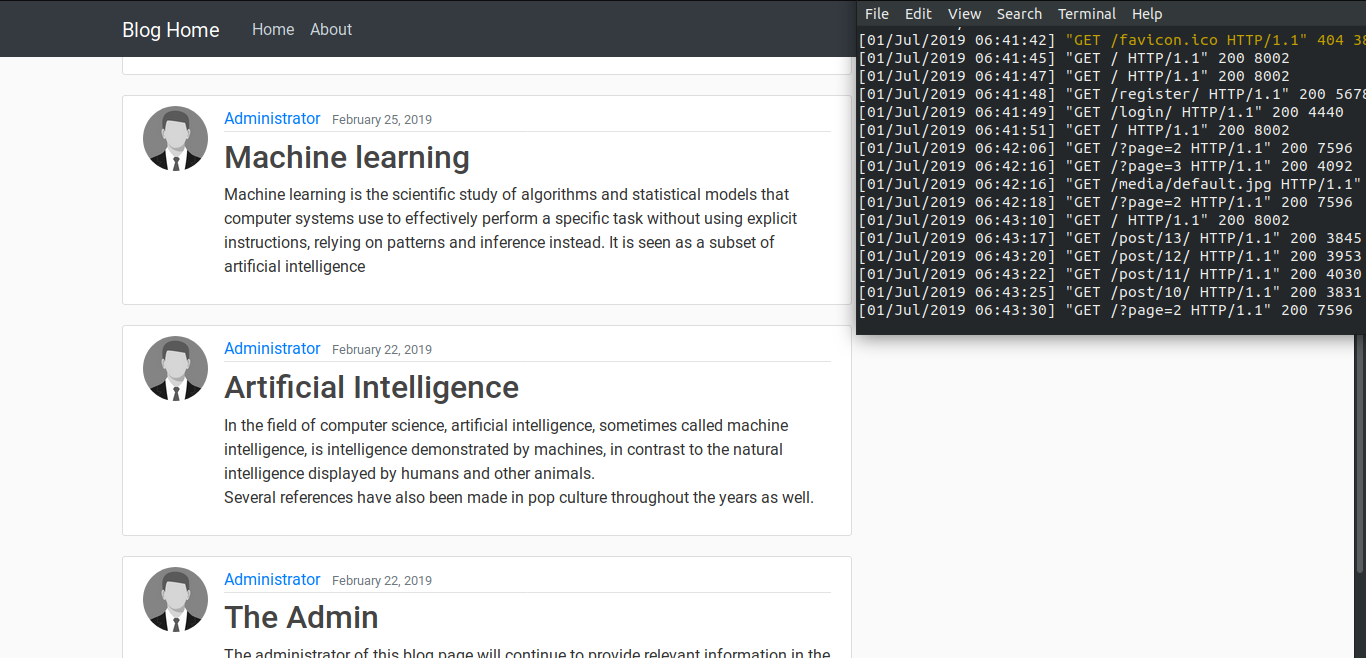 Blog Home Home About
Administrator February 25, 2019
Machine learning
Machine learning is the scientific study of algorithms and statistical models that
computer systems use to effectively perform a specific task without using explicit
instructions, relying on patterns and inference instead. It is seen as a subset of
artificial intelligence
Administrator February 22, 2019
Artificial Intelligence
In the field of computer science, artificial intelligence, sometimes called machine
intelligence, is intelligence demonstrated by machines, in contrast to the natural
intelligence displayed by humans and other animals.
Several references have also been made in pop culture throughout the years as well.
Administrator February 22, 2019
The Admin
The administrator of this blog page will continue to provide relevant information in the
File Edit View Search Terminal Help
[01/Jul/2019 06:41:42] "GET /favicon.ico HTTP/1.1" 404 38
[01/Jul/2019 06:41:45] "GET / HTTP/1.1" 200 8002
[01/Jul/2019 06:41:47] "GET / HTTP/1.1" 200 8002
[01/Jul/2019 06:41:48] "GET /register/ HTTP/1.1" 200 5678
[01/Jul/2019 06:41:49] "GET /login/ HTTP/1.1" 200 4440
[01/Jul/2019 06:41:51] "GET / HTTP/1.1" 200 8002
[01/Jul/2019 06:42:06] "GET /?page=2 HTTP/1.1" 200 7596
[01/Jul/2019 06:42:16] "GET /?page=3 HTTP/1.1" 200 4092
[01/Jul/2019 06:42:16] "GET /media/default.jpg HTTP/1.1"
[01/Jul/2019 06:42:18] "GET /?page=2 HTTP/1.1" 200 7596
[01/Jul/2019 06:43:10] "GET / HTTP/1.1" 200 8002
[01/Jul/2019 06:43:17] "GET /post/13/ HTTP/1.1" 200 3845
[01/Jul/2019 06:43:20] "GET /post/12/ HTTP/1.1" 200 3953
[01/Jul/2019 06:43:22] "GET /post/11/ HTTP/1.1" 200 4030
[01/Jul/2019 06:43:25] "GET /post/10/ HTTP/1.1" 200 3831
[01/Jul/2019 06:43:30] "GET /?page=2 HTTP/1.1" 200 7596